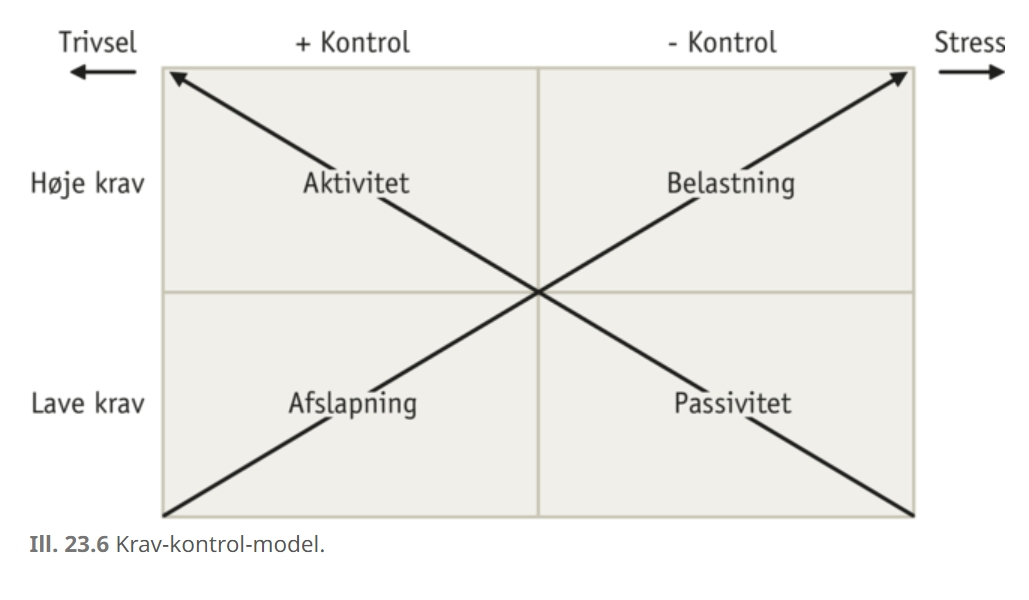 Trivsel + Kontrol - Kontrol Stress
Høje krav Aktivitet Belastning
Lave krav Afslapning Passivitet
Ill. 23.6 Krav-kontrol-model.